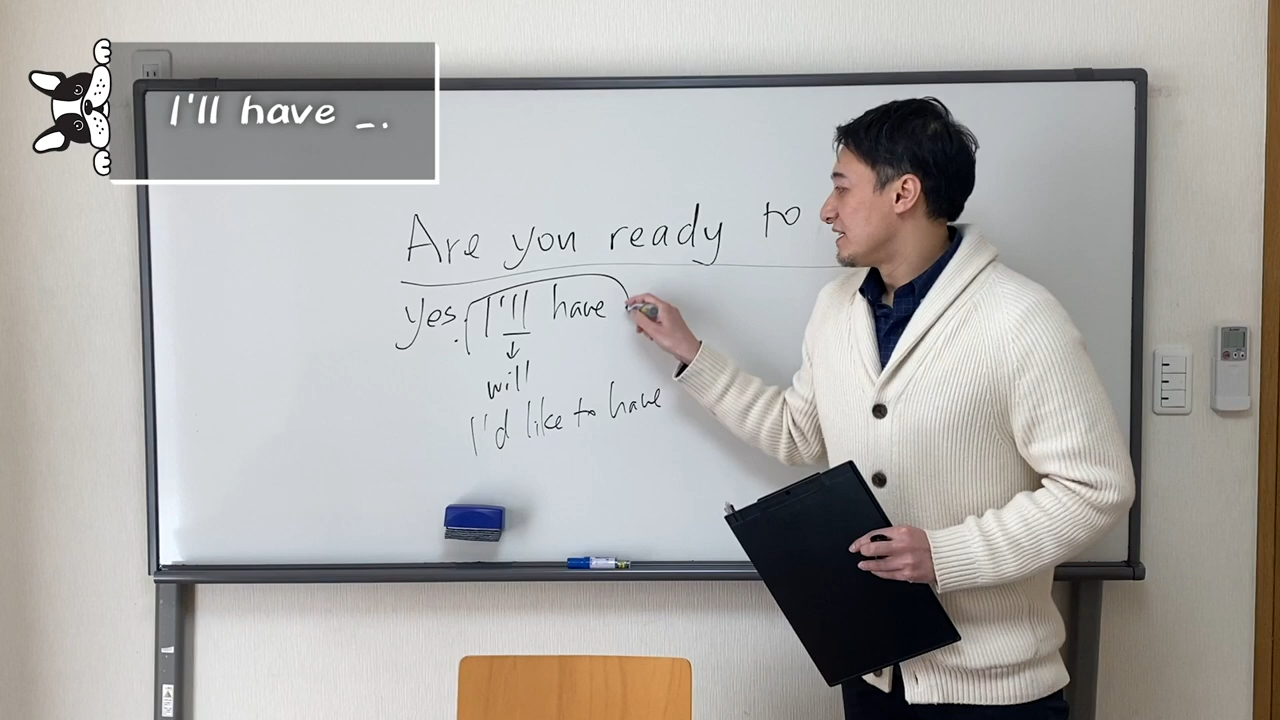 I'll have _.
Are you ready to
Yes. I'll have
↓
will
I'd like to have